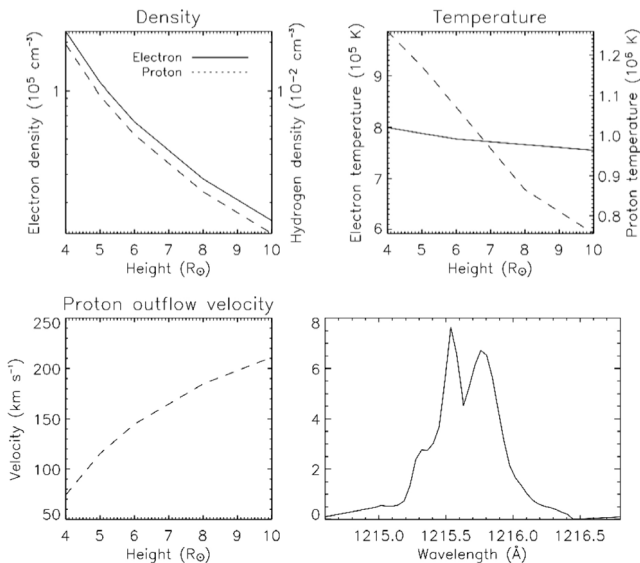 Density
Electron
Proton
Electron density (10⁵ cm⁻³)
1
1
Hydrogen density (10⁻² cm⁻³)
4 5 6 7 8 9 10
Height (R☉)
Temperature
Electron temperature (10⁵ K)
9
8
7
6
1.2
1.1
1.0
0.9
0.8
Proton temperature (10⁶ K)
4 5 6 7 8 9 10
Height (R☉)
Proton outflow velocity
Velocity (km s⁻¹)
250
200
150
100
50
4 5 6 7 8 9 10
Height (R☉)
8
6
4
2
0
1215.0 1215.5 1216.0 1216.5
Wavelength (Å)